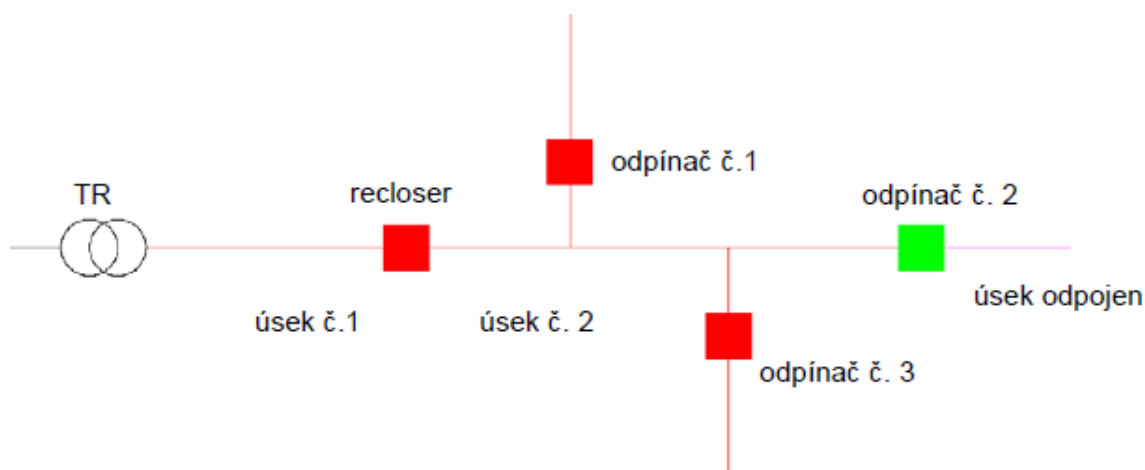 odpínač č.1
TR
recloser
odpínač č. 2
úsek č.1
úsek č. 2
úsek odpojen
odpínač č. 3